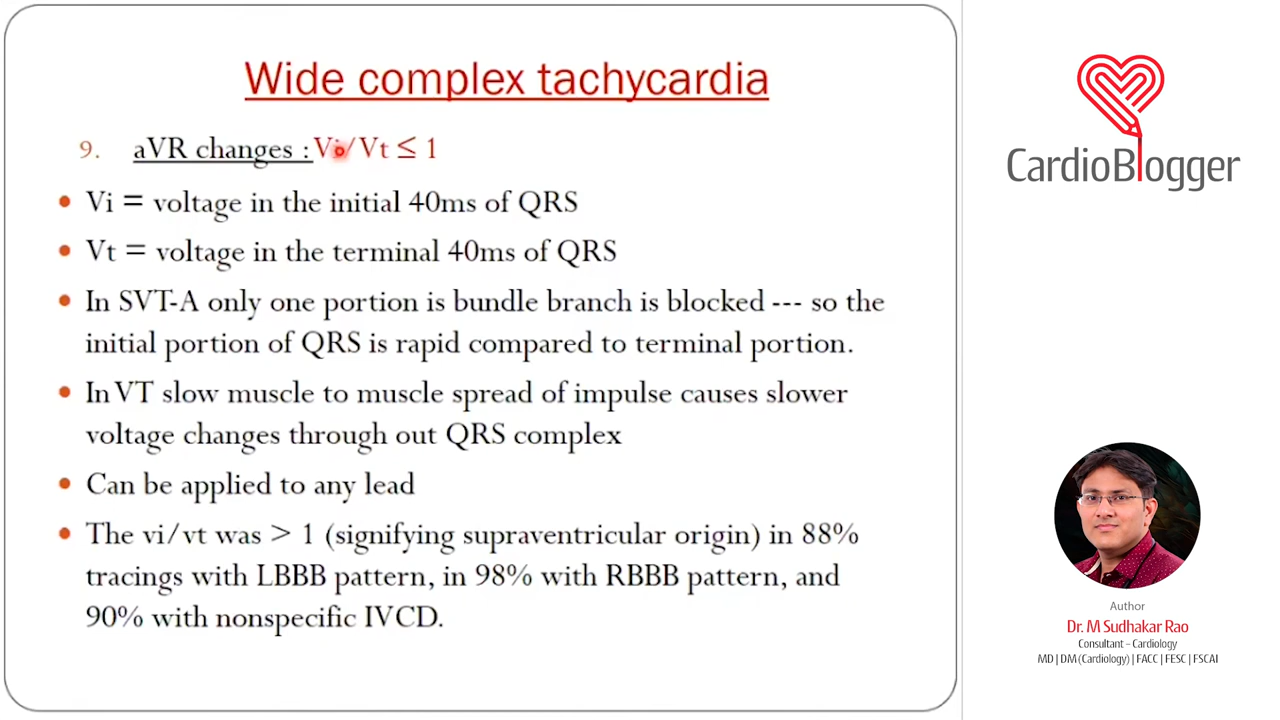 Wide complex tachycardia
9. aVR changes : Vi/Vt ≤ 1
• Vi = voltage in the initial 40ms of QRS
• Vt = voltage in the terminal 40ms of QRS
• In SVT-A only one portion is bundle branch is blocked --- so the
initial portion of QRS is rapid compared to terminal portion.
• In VT slow muscle to muscle spread of impulse causes slower
voltage changes through out QRS complex
• Can be applied to any lead
• The vi/vt was > 1 (signifying supraventricular origin) in 88%
tracings with LBBB pattern, in 98% with RBBB pattern, and
90% with nonspecific IVCD.
CardioBlogger
Author
Dr. M Sudhakar Rao
Consultant – Cardiology
MD | DM (Cardiology) | FACC | FESC | FSCAI